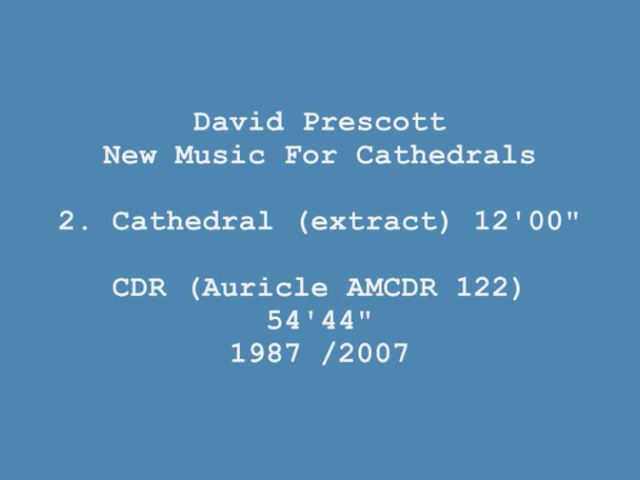 David Prescott
New Music For Cathedrals
2. Cathedral (extract) 12'00"
CDR (Auricle AMCDR 122)
54'44"
1987 /2007